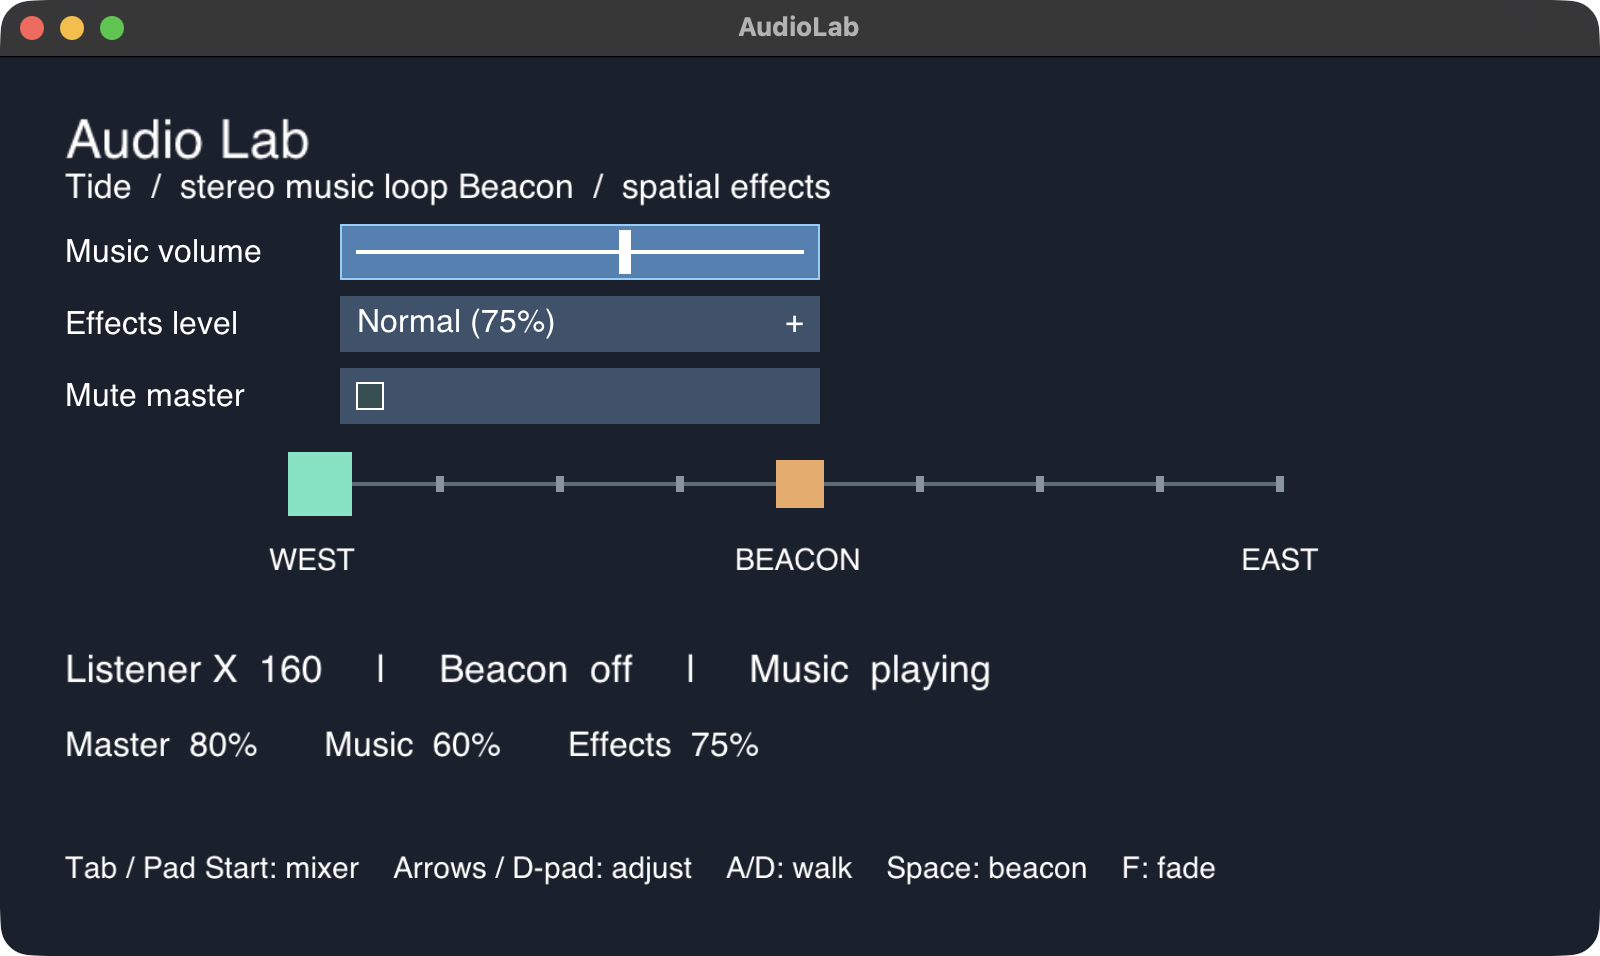 AudioLab
Audio Lab
Tide / stereo music loop Beacon / spatial effects
Music volume
Effects level Normal (75%) +
Mute master
WEST BEACON EAST
Listener X 160 | Beacon off | Music playing
Master 80% Music 60% Effects 75%
Tab / Pad Start: mixer Arrows / D-pad: adjust A/D: walk Space: beacon F: fade